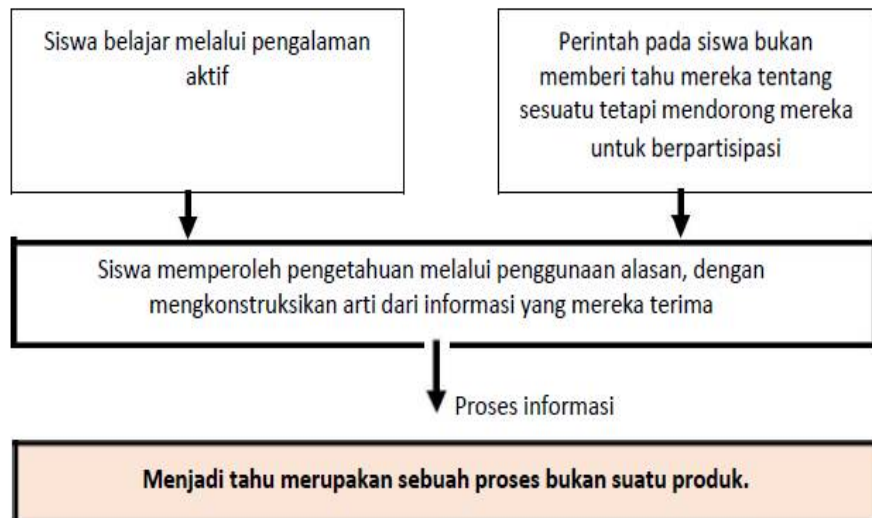 Siswa belajar melalui pengalaman
aktif
Perintah pada siswa bukan
memberi tahu mereka tentang
sesuatu tetapi mendorong mereka
untuk berpartisipasi
Siswa memperoleh pengetahuan melalui penggunaan alasan, dengan
mengkonstruksikan arti dari informasi yang mereka terima
Proses informasi
Menjadi tahu merupakan sebuah proses bukan suatu produk.